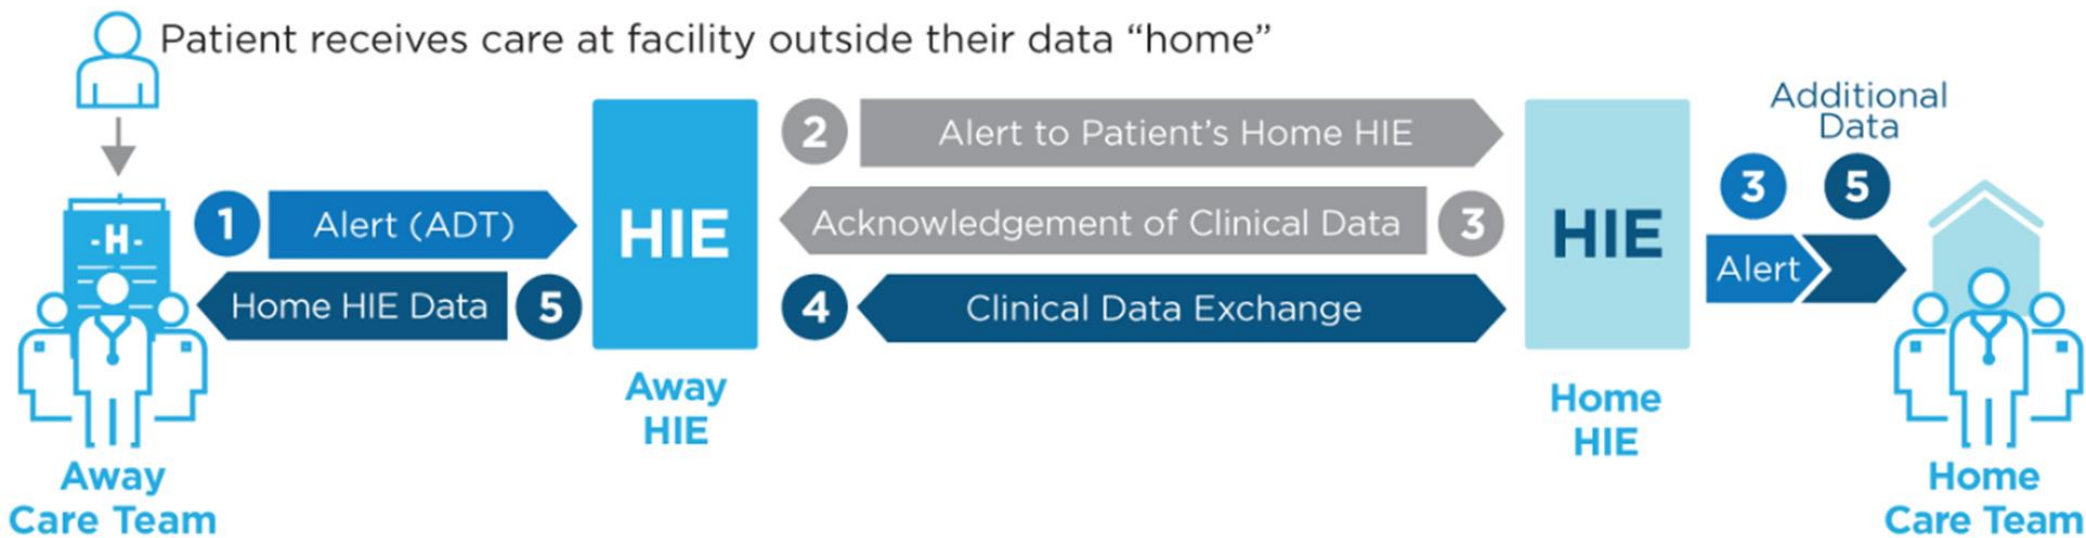 Patient receives care at facility outside their data “home”
-H-
1
Alert (ADT)
Home HIE Data
5
HIE
Away
HIE
2
Alert to Patient’s Home HIE
Acknowledgement of Clinical Data
3
4
Clinical Data Exchange
HIE
Home
HIE
Additional
Data
3
5
Alert
Away
Care Team
Home
Care Team